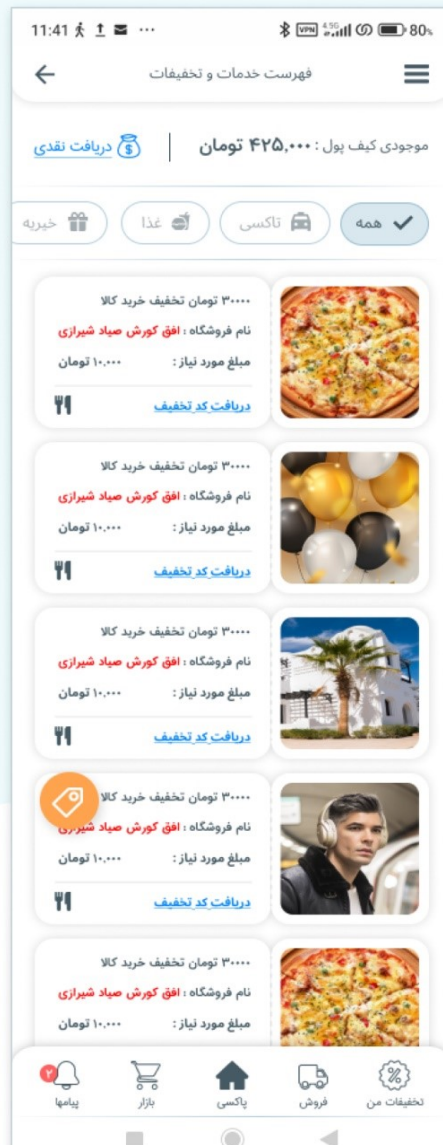 11:41
VPN 4.5G 80%
فهرست خدمات و تخفیفات
موجودی کیف پول : ۴۲۵,۰۰۰ تومان
دریافت نقدی
همه
تاکسی
غذا
خیریه
۳۰۰۰۰ تومان تخفیف خرید کالا
نام فروشگاه : افق کورش صیاد شیرازی
مبلغ مورد نیاز : ۱۰,۰۰۰ تومان
دریافت کد تخفیف
۳۰۰۰۰ تومان تخفیف خرید کالا
نام فروشگاه : افق کورش صیاد شیرازی
مبلغ مورد نیاز : ۱۰,۰۰۰ تومان
دریافت کد تخفیف
۳۰۰۰۰ تومان تخفیف خرید کالا
نام فروشگاه : افق کورش صیاد شیرازی
مبلغ مورد نیاز : ۱۰,۰۰۰ تومان
دریافت کد تخفیف
۳۰۰۰۰ تومان تخفیف خرید کالا
نام فروشگاه : افق کورش صیاد شیرازی
مبلغ مورد نیاز : ۱۰,۰۰۰ تومان
دریافت کد تخفیف
۳۰۰۰۰ تومان تخفیف خرید کالا
نام فروشگاه : افق کورش صیاد شیرازی
مبلغ مورد نیاز : ۱۰,۰۰۰ تومان
تخفیفات من
فروش
پاکسی
بازار
پیامها
۲